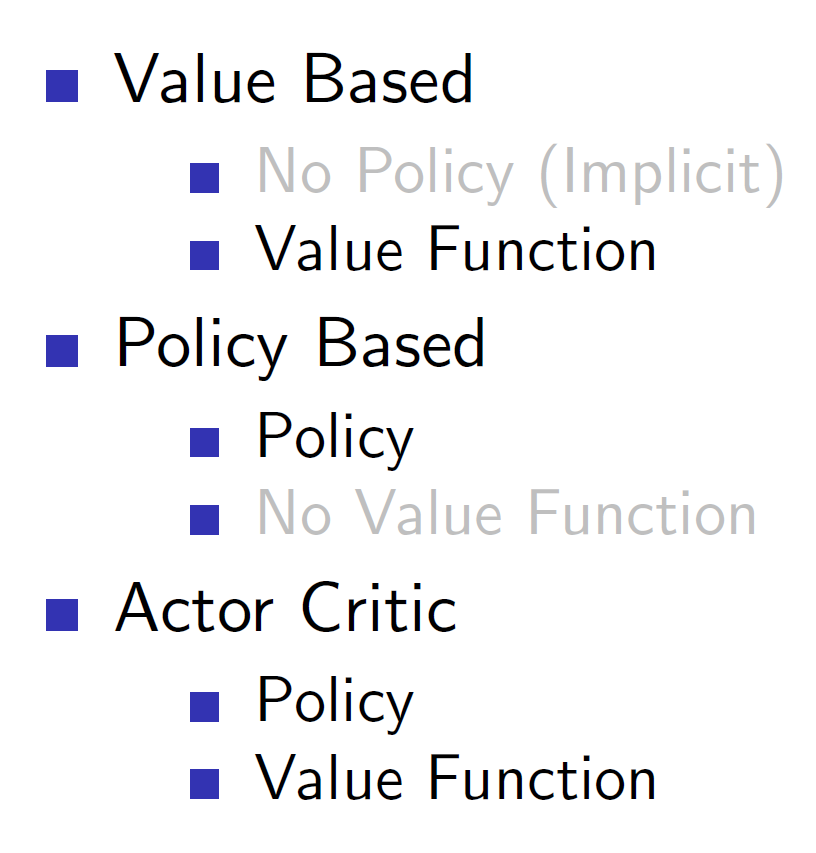 Value Based
No Policy (Implicit)
Value Function
Policy Based
Policy
No Value Function
Actor Critic
Policy
Value Function